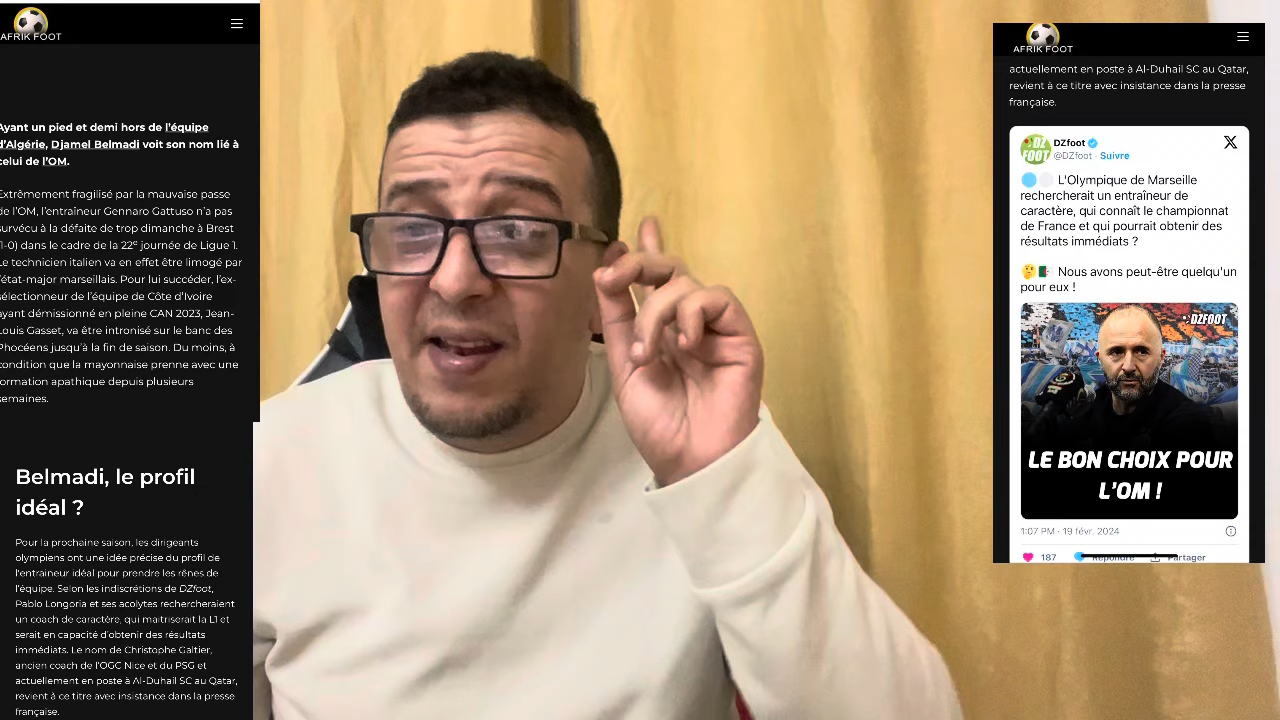 AFRIK FOOT
Ayant un pied et demi hors de l'équipe
d'Algérie, Djamel Belmadi voit son nom lié à
celui de l'OM.
Extrêmement fragilisé par la mauvaise passe
de l'OM, l'entraîneur Gennaro Gattuso n'a pas
survécu à la défaite de trop dimanche à Brest
(1-0) dans le cadre de la 22e journée de Ligue 1.
Le technicien italien va en effet être limogé par
l'état-major marseillais. Pour lui succéder, l'ex-
sélectionneur de l'équipe de Côte d'Ivoire
ayant démissionné en pleine CAN 2023, Jean-
Louis Gasset, va être intronisé sur le banc des
Phocéens jusqu'à la fin de saison. Du moins, à
condition que la mayonnaise prenne avec une
formation apathique depuis plusieurs
semaines.
Belmadi, le profil
idéal ?
Pour la prochaine saison, les dirigeants
olympiens ont une idée précise du profil de
l'entraineur idéal pour prendre les rênes de
l'équipe. Selon les indiscrétions de DZfoot,
Pablo Longoria et ses acolytes rechercheraient
un coach de caractère, qui maitriserait la L1 et
serait en capacité d'obtenir des résultats
immédiats. Le nom de Christophe Galtier,
ancien coach de l'OGC Nice et du PSG et
actuellement en poste à Al-Duhail SC au Qatar,
revient à ce titre avec insistance dans la presse
française.
AFRIK FOOT
actuellement en poste à Al-Duhail SC au Qatar,
revient à ce titre avec insistance dans la presse
française.
DZ
FOOT
DZfoot
@DZfoot · Suivre
L'Olympique de Marseille
rechercherait un entraîneur de
caractère, qui connaît le championnat
de France et qui pourrait obtenir des
résultats immédiats ?
Nous avons peut-être quelqu'un
pour eux !
DZFOOT
LE BON CHOIX POUR
L'OM !
1:07 PM · 19 févr. 2024
187 Répondre Partager